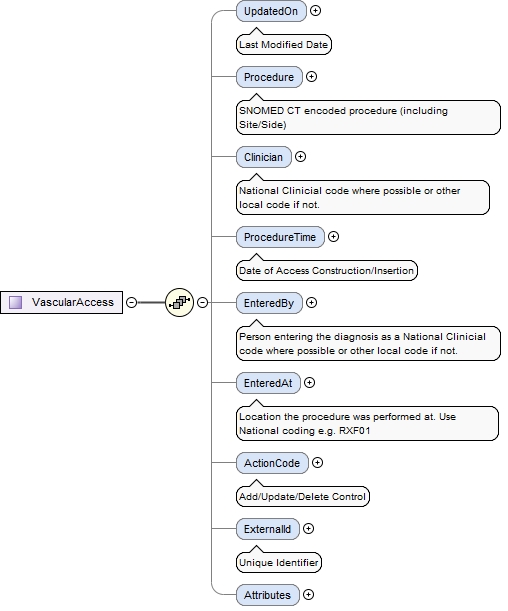 UpdatedOn
Last Modified Date
Procedure
SNOMED CT encoded procedure (including
Site/Side)
Clinician
National Clinicial code where possible or other
local code if not.
ProcedureTime
Date of Access Construction/Insertion
VascularAccess
EnteredBy
Person entering the diagnosis as a National Clinicial
code where possible or other local code if not.
EnteredAt
Location the procedure was performed at. Use
National coding e.g. RXF01
ActionCode
Add/Update/Delete Control
ExternalId
Unique Identifier
Attributes